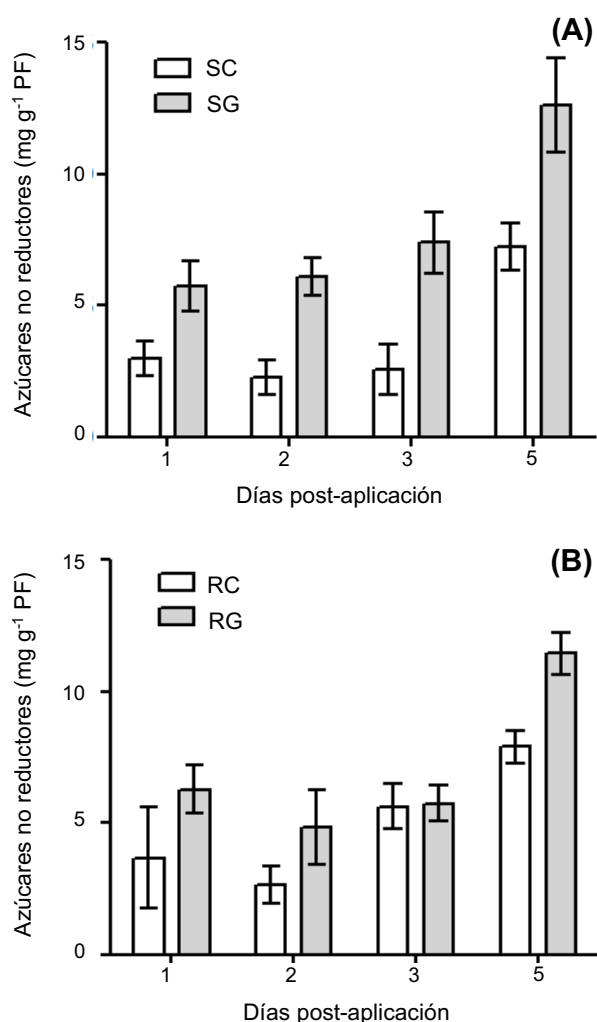 (A)
15
SC
SG
10
5
0
Azúcares no reductores (mg g-1 PF)
1 2 3 5
Días post-aplicación
(B)
15
RC
RG
10
5
0
Azúcares no reductores (mg g-1 PF)
1 2 3 5
Días post-aplicación